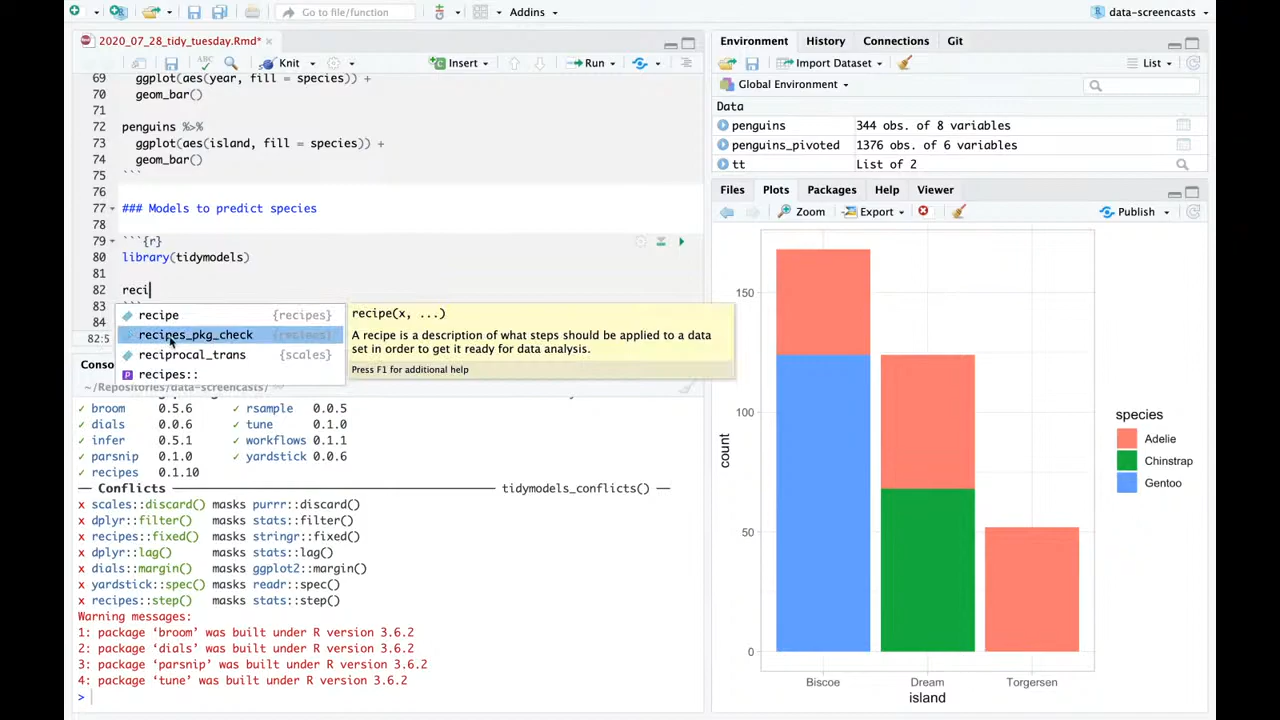 Go to file/function
Addins
data-screencasts
2020_07_28_tidy_tuesday.Rmd* ×
Knit
Insert
Run
69 ggplot(aes(year, fill = species)) +
70 geom_bar()
71
72 penguins %>%
73 ggplot(aes(island, fill = species)) +
74 geom_bar()
75 ```
76
77 ### Models to predict species
78
79 ```{r}
80 library(tidymodels)
81
82 reci
83 ```
84
82:5
recipe {recipes}
recipes_pkg_check {recipes}
reciprocal_trans {scales}
recipes::
recipe(x, ...)
A recipe is a description of what steps should be applied to a data
set in order to get it ready for data analysis.
Press F1 for additional help
Conso
~/Repositories/data-screencasts/
✓ broom 0.5.6 ✓ rsample 0.0.5
✓ dials 0.0.6 ✓ tune 0.1.0
✓ infer 0.5.1 ✓ workflows 0.1.1
✓ parsnip 0.1.0 ✓ yardstick 0.0.6
✓ recipes 0.1.10
— Conflicts ——— tidymodels_conflicts() —
x scales::discard() masks purrr::discard()
x dplyr::filter() masks stats::filter()
x recipes::fixed() masks stringr::fixed()
x dplyr::lag() masks stats::lag()
x dials::margin() masks ggplot2::margin()
x yardstick::spec() masks readr::spec()
x recipes::step() masks stats::step()
Warning messages:
1: package ‘broom’ was built under R version 3.6.2
2: package ‘dials’ was built under R version 3.6.2
3: package ‘parsnip’ was built under R version 3.6.2
4: package ‘tune’ was built under R version 3.6.2
>
Environment History Connections Git
Import Dataset
List
Global Environment
Data
penguins 344 obs. of 8 variables
penguins_pivoted 1376 obs. of 6 variables
tt List of 2
Files Plots Packages Help Viewer
Zoom Export Publish
150
100
50
0
count
Biscoe Dream Torgersen
island
species
Adelie
Chinstrap
Gentoo